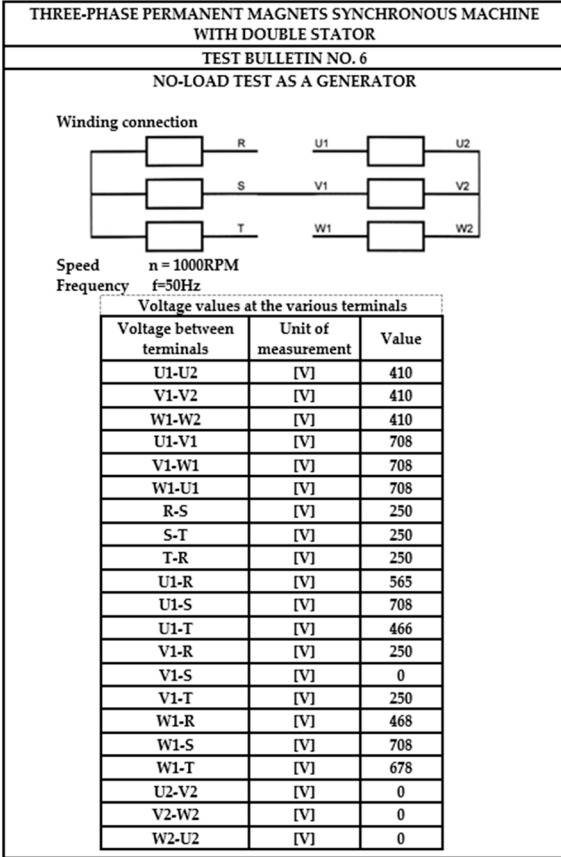 THREE-PHASE PERMANENT MAGNETS SYNCHRONOUS MACHINE
WITH DOUBLE STATOR
TEST BULLETIN NO. 6
NO-LOAD TEST AS A GENERATOR
Winding connection
R U1 U2
S V1 V2
T W1 W2
Speed n = 1000RPM
Frequency f=50Hz
Voltage values at the various terminals
Voltage between terminals Unit of measurement Value
U1-U2 [V] 410
V1-V2 [V] 410
W1-W2 [V] 410
U1-V1 [V] 708
V1-W1 [V] 708
W1-U1 [V] 708
R-S [V] 250
S-T [V] 250
T-R [V] 250
U1-R [V] 565
U1-S [V] 708
U1-T [V] 466
V1-R [V] 250
V1-S [V] 0
V1-T [V] 250
W1-R [V] 468
W1-S [V] 708
W1-T [V] 678
U2-V2 [V] 0
V2-W2 [V] 0
W2-U2 [V] 0